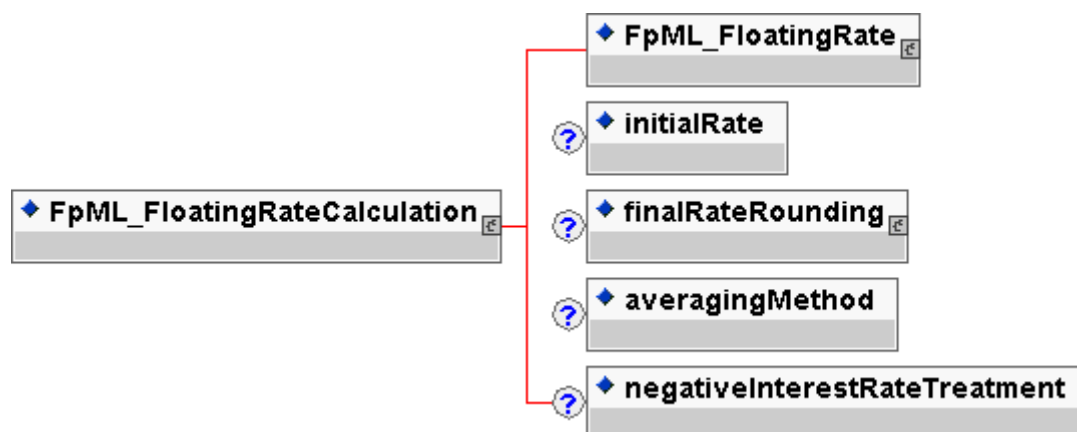 FpML_FloatingRate
?
initialRate
FpML_FloatingRateCalculation
?
finalRateRounding
?
averagingMethod
?
negativeInterestRateTreatment